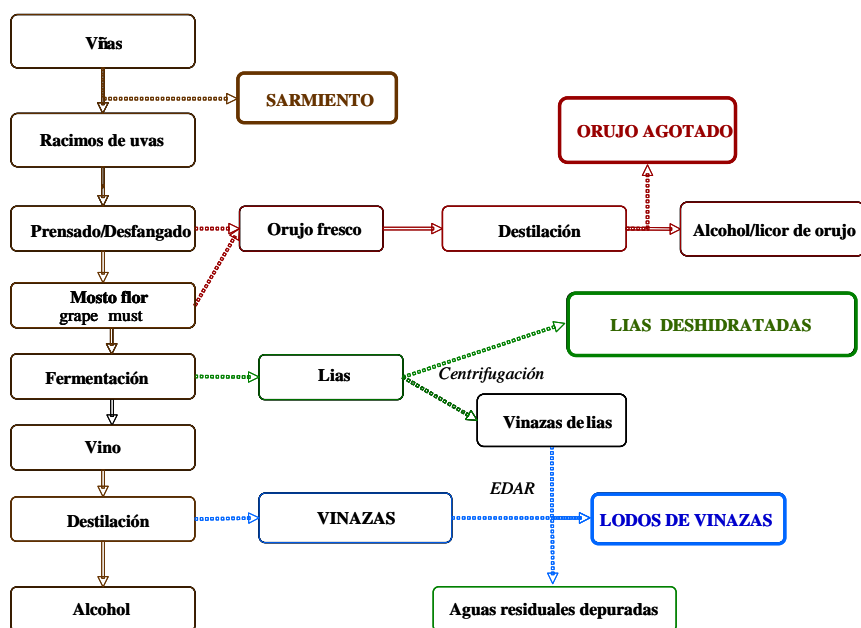 Viñas
SARMIENTO
ORUJO AGOTADO
Racimos de uvas
Prensado/Desfangado
Orujo fresco
Destilación
Alcohol/licor de orujo
Mosto flor
grape must
LIAS DESHIDRATADAS
Fermentación
Lias
Centrifugación
Vinazas de lias
Vino
EDAR
Destilación
VINAZAS
LODOS DE VINAZAS
Alcohol
Aguas residuales depuradas